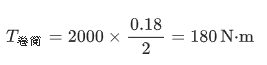 T卷筒 = 2000 × 0.18/2 = 180 N·m